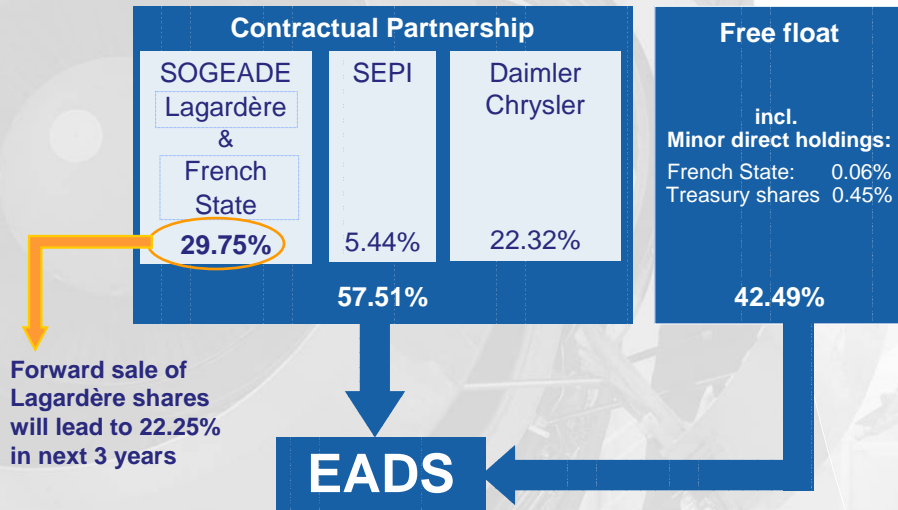 Contractual Partnership
SOGEADE
Lagardère
&
French
State
29.75%
SEPI
5.44%
Daimler
Chrysler
22.32%
57.51%
Free float
incl.
Minor direct holdings:
French State: 0.06%
Treasury shares 0.45%
42.49%
Forward sale of
Lagardère shares
will lead to 22.25%
in next 3 years
EADS